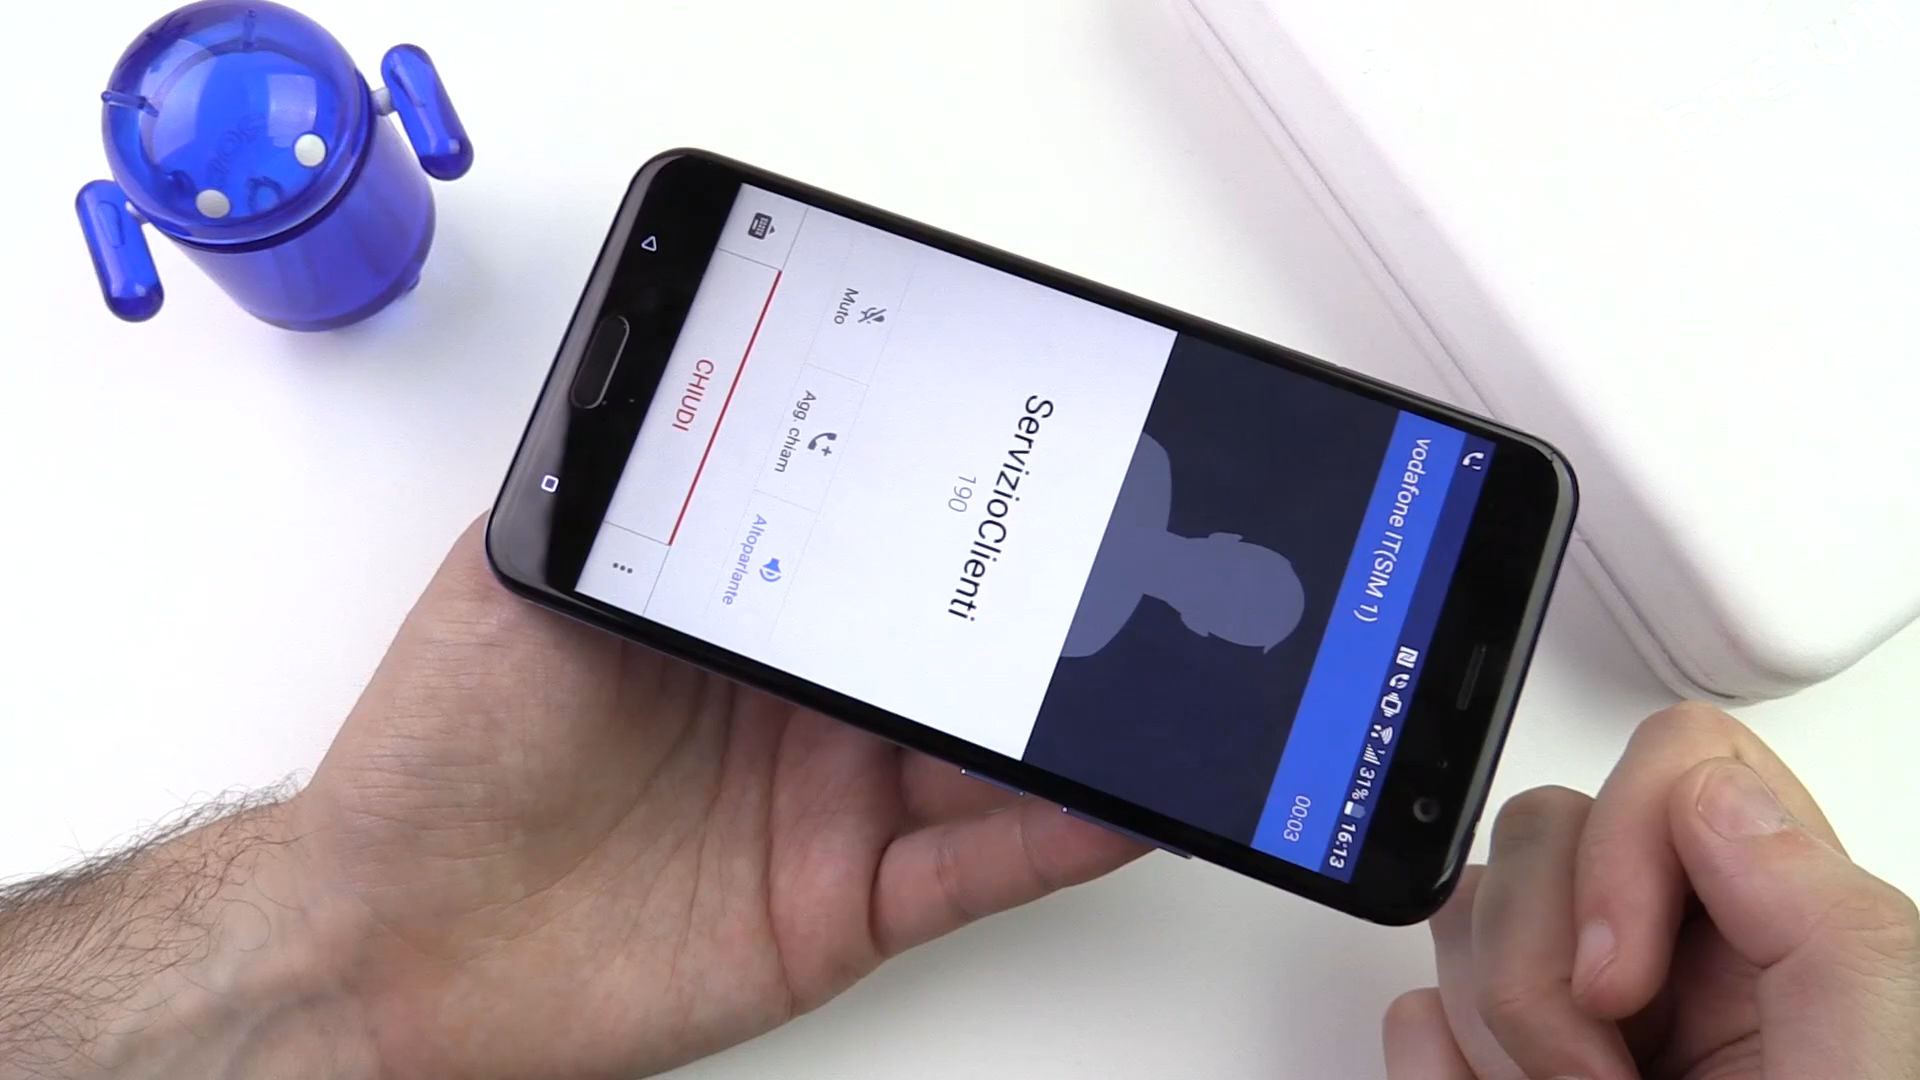 31% 16:13
vodafone IT(SIM 1) 00:03
ServizioClienti
190
Muto
Agg. chiam
Altoparlante
CHIUDI